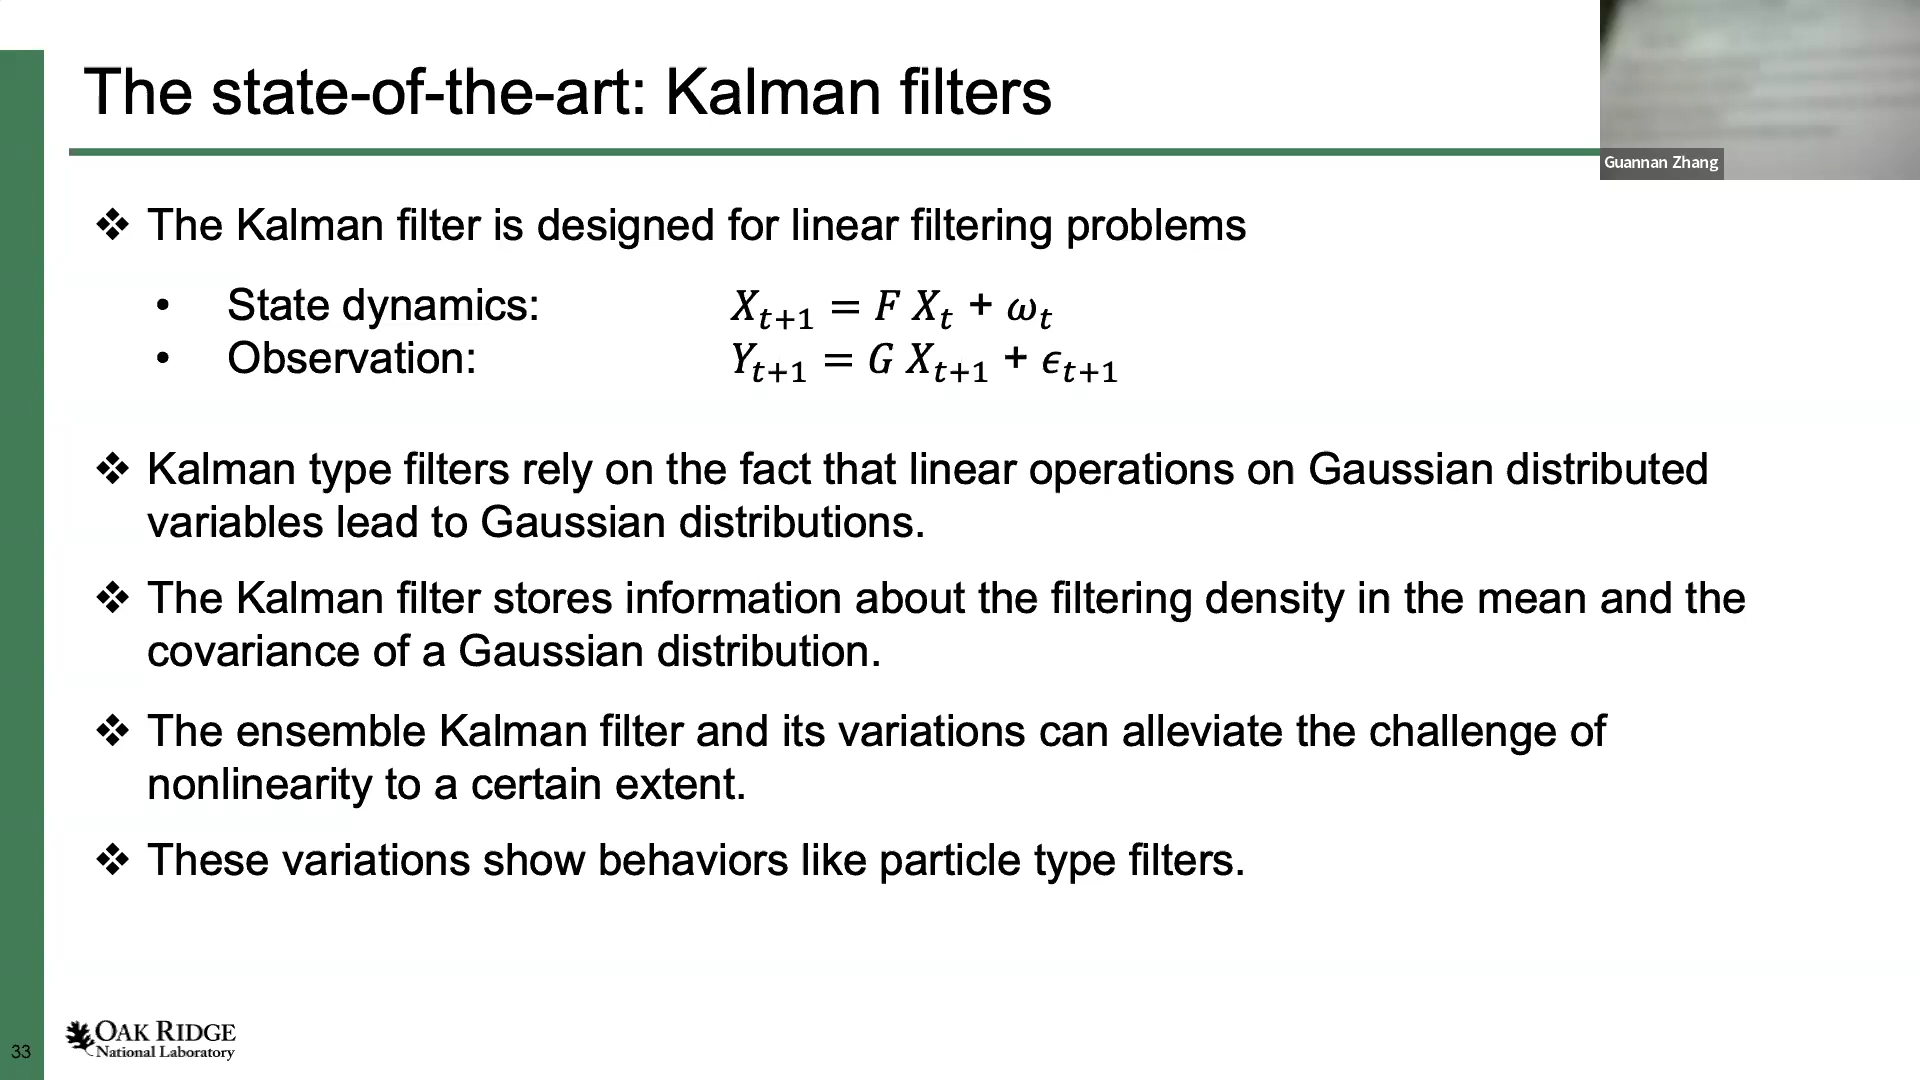 The state-of-the-art: Kalman filters
Guannan Zhang
❖ The Kalman filter is designed for linear filtering problems
• State dynamics: X_{t+1} = F X_t + ω_t
• Observation: Y_{t+1} = G X_{t+1} + ϵ_{t+1}
❖ Kalman type filters rely on the fact that linear operations on Gaussian distributed
variables lead to Gaussian distributions.
❖ The Kalman filter stores information about the filtering density in the mean and the
covariance of a Gaussian distribution.
❖ The ensemble Kalman filter and its variations can alleviate the challenge of
nonlinearity to a certain extent.
❖ These variations show behaviors like particle type filters.
33
OAK RIDGE
National Laboratory